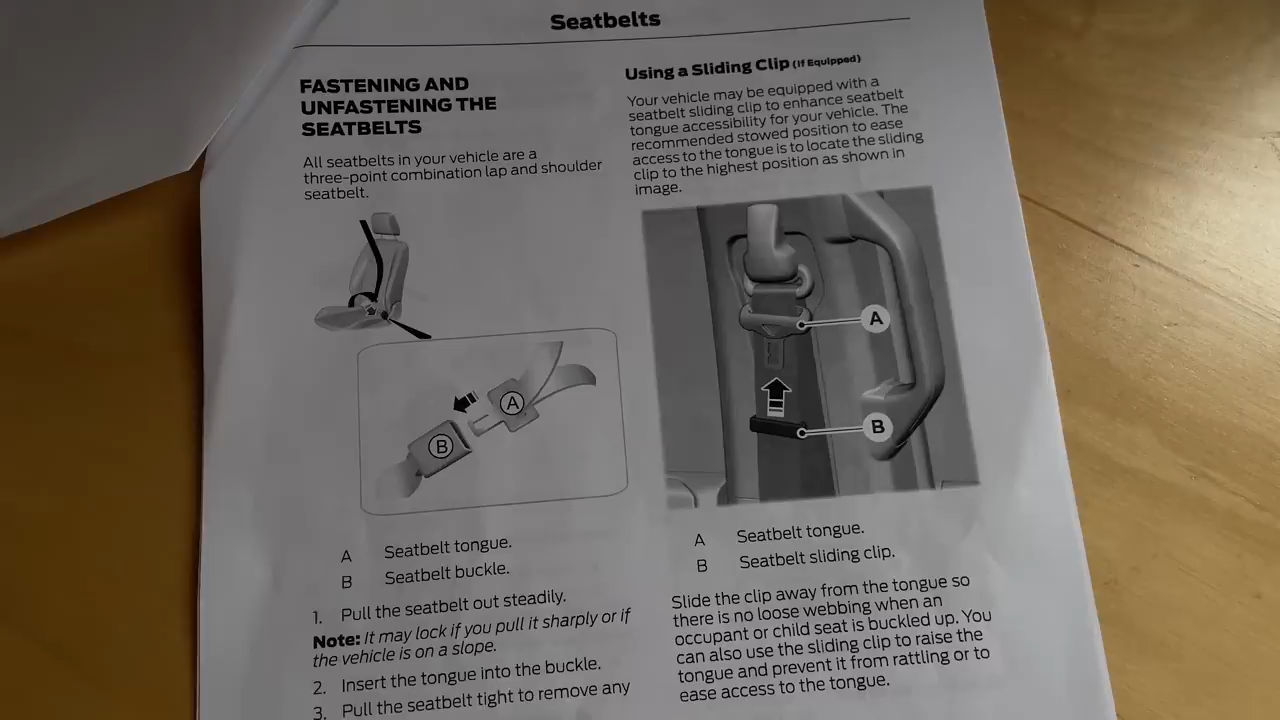 Seatbelts
FASTENING AND
UNFASTENING THE
SEATBELTS
All seatbelts in your vehicle are a
three-point combination lap and shoulder
seatbelt.
A
B
A Seatbelt tongue.
B Seatbelt buckle.
1. Pull the seatbelt out steadily.
Note: It may lock if you pull it sharply or if
the vehicle is on a slope.
2. Insert the tongue into the buckle.
3. Pull the seatbelt tight to remove any
Using a Sliding Clip (If Equipped)
Your vehicle may be equipped with a
seatbelt sliding clip to enhance seatbelt
tongue accessibility for your vehicle. The
recommended stowed position to ease
access to the tongue is to locate the sliding
clip to the highest position as shown in
image.
A
B
A Seatbelt tongue.
B Seatbelt sliding clip.
Slide the clip away from the tongue so
there is no loose webbing when an
occupant or child seat is buckled up. You
can also use the sliding clip to raise the
tongue and prevent it from rattling or to
ease access to the tongue.